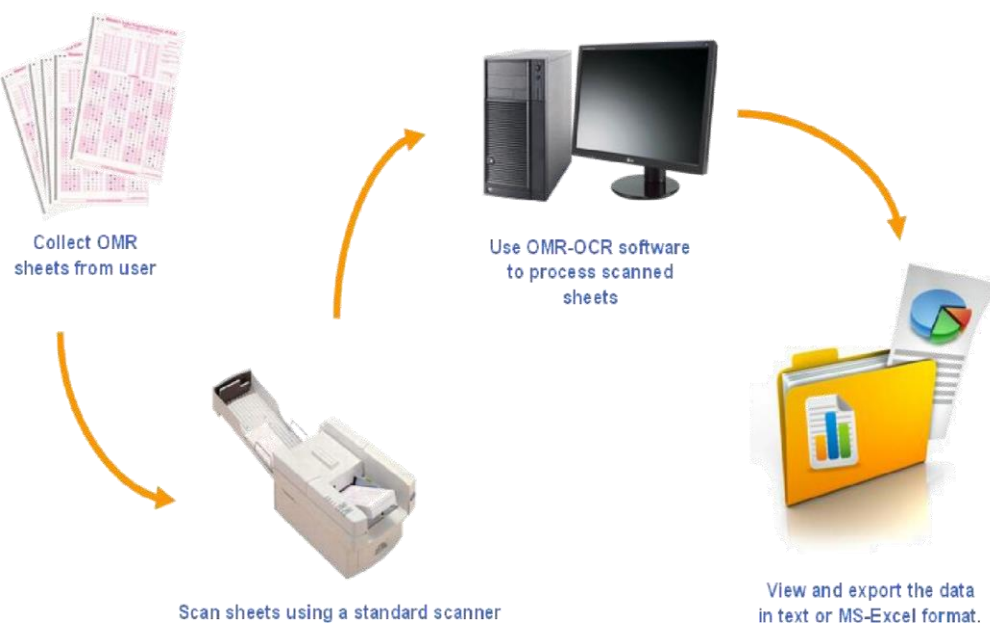 Collect OMR
sheets from user
Scan sheets using a standard scanner
Use OMR-OCR software
to process scanned
sheets
View and export the data
in text or MS-Excel format.